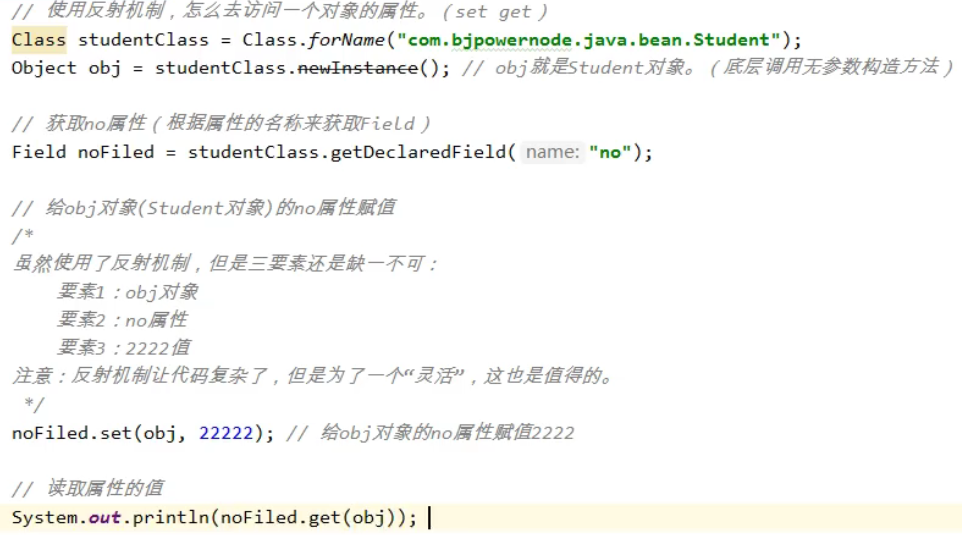 // 使用反射机制，怎么去访问一个对象的属性。(set get)
Class studentClass = Class.forName("com.bjpowernode.java.bean.Student");
Object obj = studentClass.newInstance(); // obj就是Student对象。(底层调用无参数构造方法)
// 获取no属性(根据属性的名称来获取Field)
Field noFiled = studentClass.getDeclaredField( name: "no");
// 给obj对象(Student对象)的no属性赋值
/*
虽然使用了反射机制，但是三要素还是缺一不可：
要素1：obj对象
要素2：no属性
要素3：2222值
注意：反射机制让代码复杂了，但是为了一个“灵活”，这也是值得的。
*/
noFiled.set(obj, 22222); // 给obj对象的no属性赋值2222
// 读取属性的值
System.out.println(noFiled.get(obj));